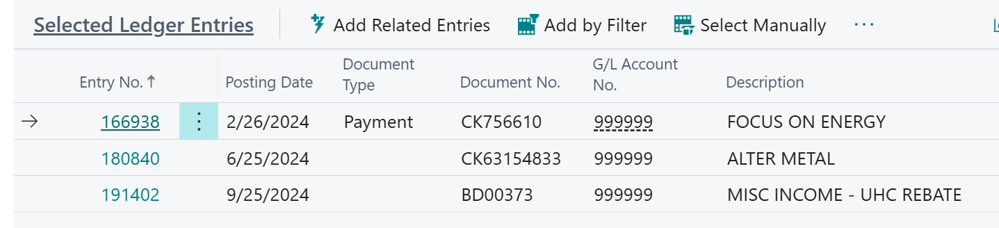 Selected Ledger Entries Add Related Entries Add by Filter Select Manually ...
Entry No. ↑ Posting Date Document Type Document No. G/L Account No. Description
→ 166938 ⋮ 2/26/2024 Payment CK756610 999999 FOCUS ON ENERGY
180840 6/25/2024 CK63154833 999999 ALTER METAL
191402 9/25/2024 BD00373 999999 MISC INCOME - UHC REBATE